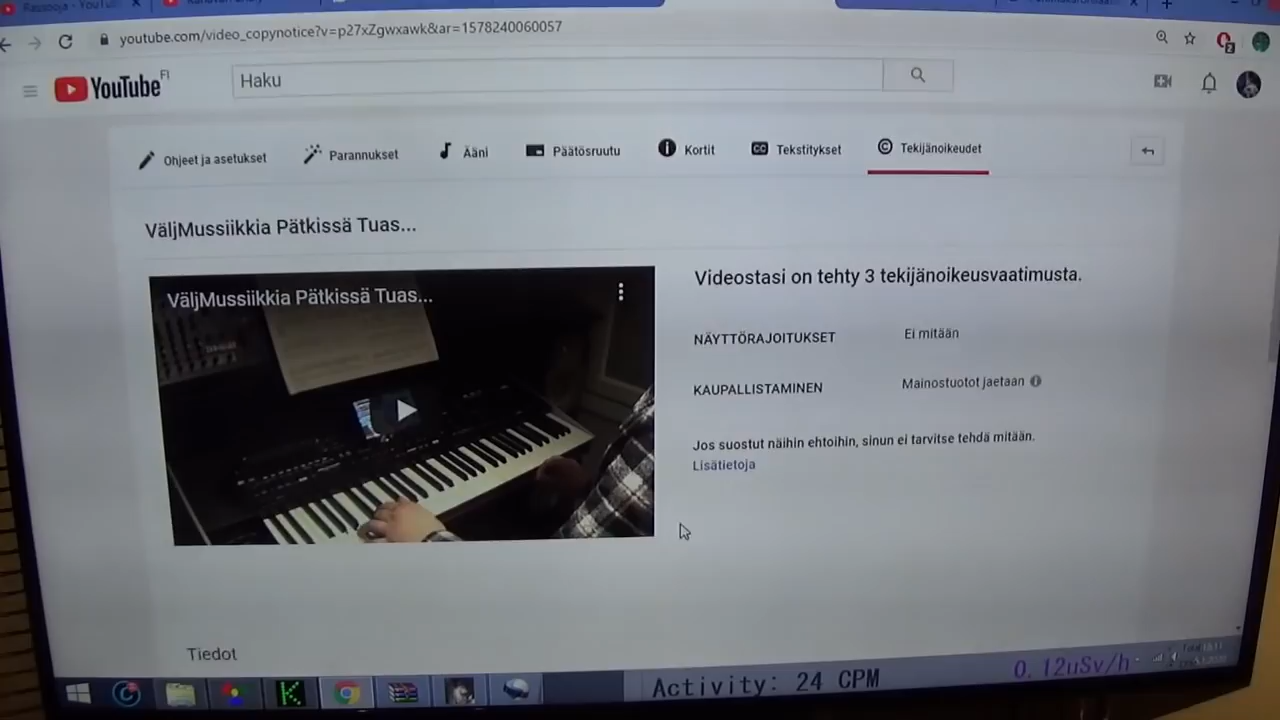 youtube.com/video_copynotice?v=p27xZgwxawk&ar=1578240060057
YouTube FI
Haku
Ohjeet ja asetukset Parannukset Ääni Päätösruutu Kortit Tekstitykset Tekijänoikeudet
VäljMussiikkia Pätkissä Tuas...
VäljMussiikkia Pätkissä Tuas...
Videostasi on tehty 3 tekijänoikeusvaatimusta.
NÄYTTÖRAJOITUKSET Ei mitään
KAUPALLISTAMINEN Mainostuotot jaetaan
Jos suostut näihin ehtoihin, sinun ei tarvitse tehdä mitään.
Lisätietoja
Tiedot
Activity: 24 CPM 0.12uSv/h